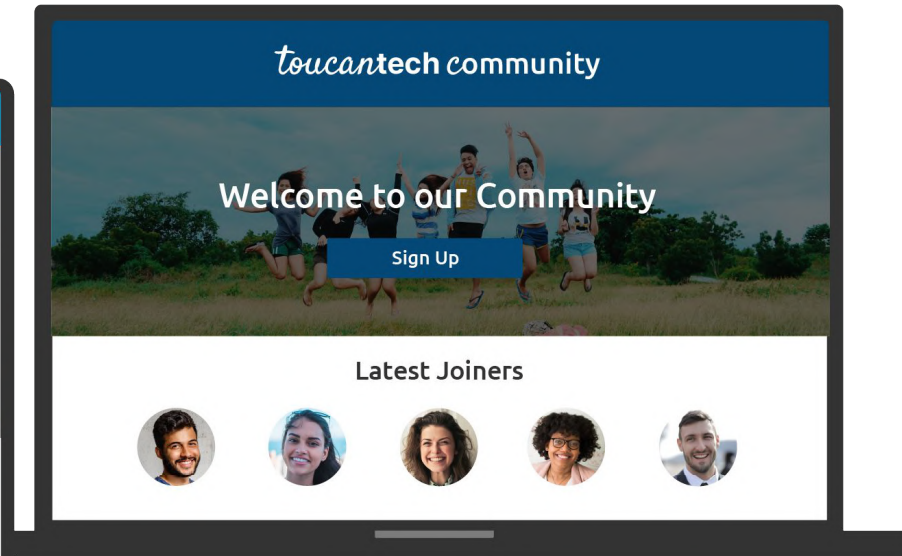 toucantech community
Welcome to our Community
Sign Up
Latest Joiners